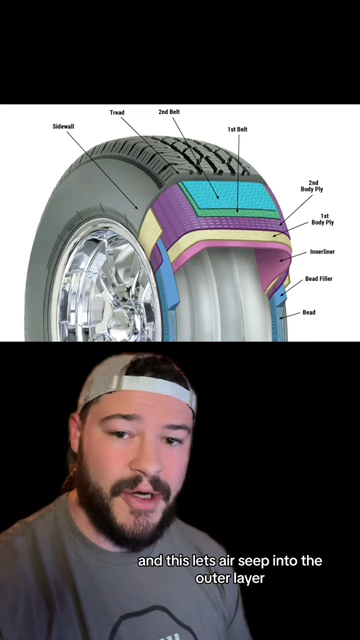 Tread
2nd Belt
Sidewall
1st Belt
2nd
Body Ply
1st
Body Ply
Innerliner
Bead Filler
Bead
and this lets air seep into the
outer layer